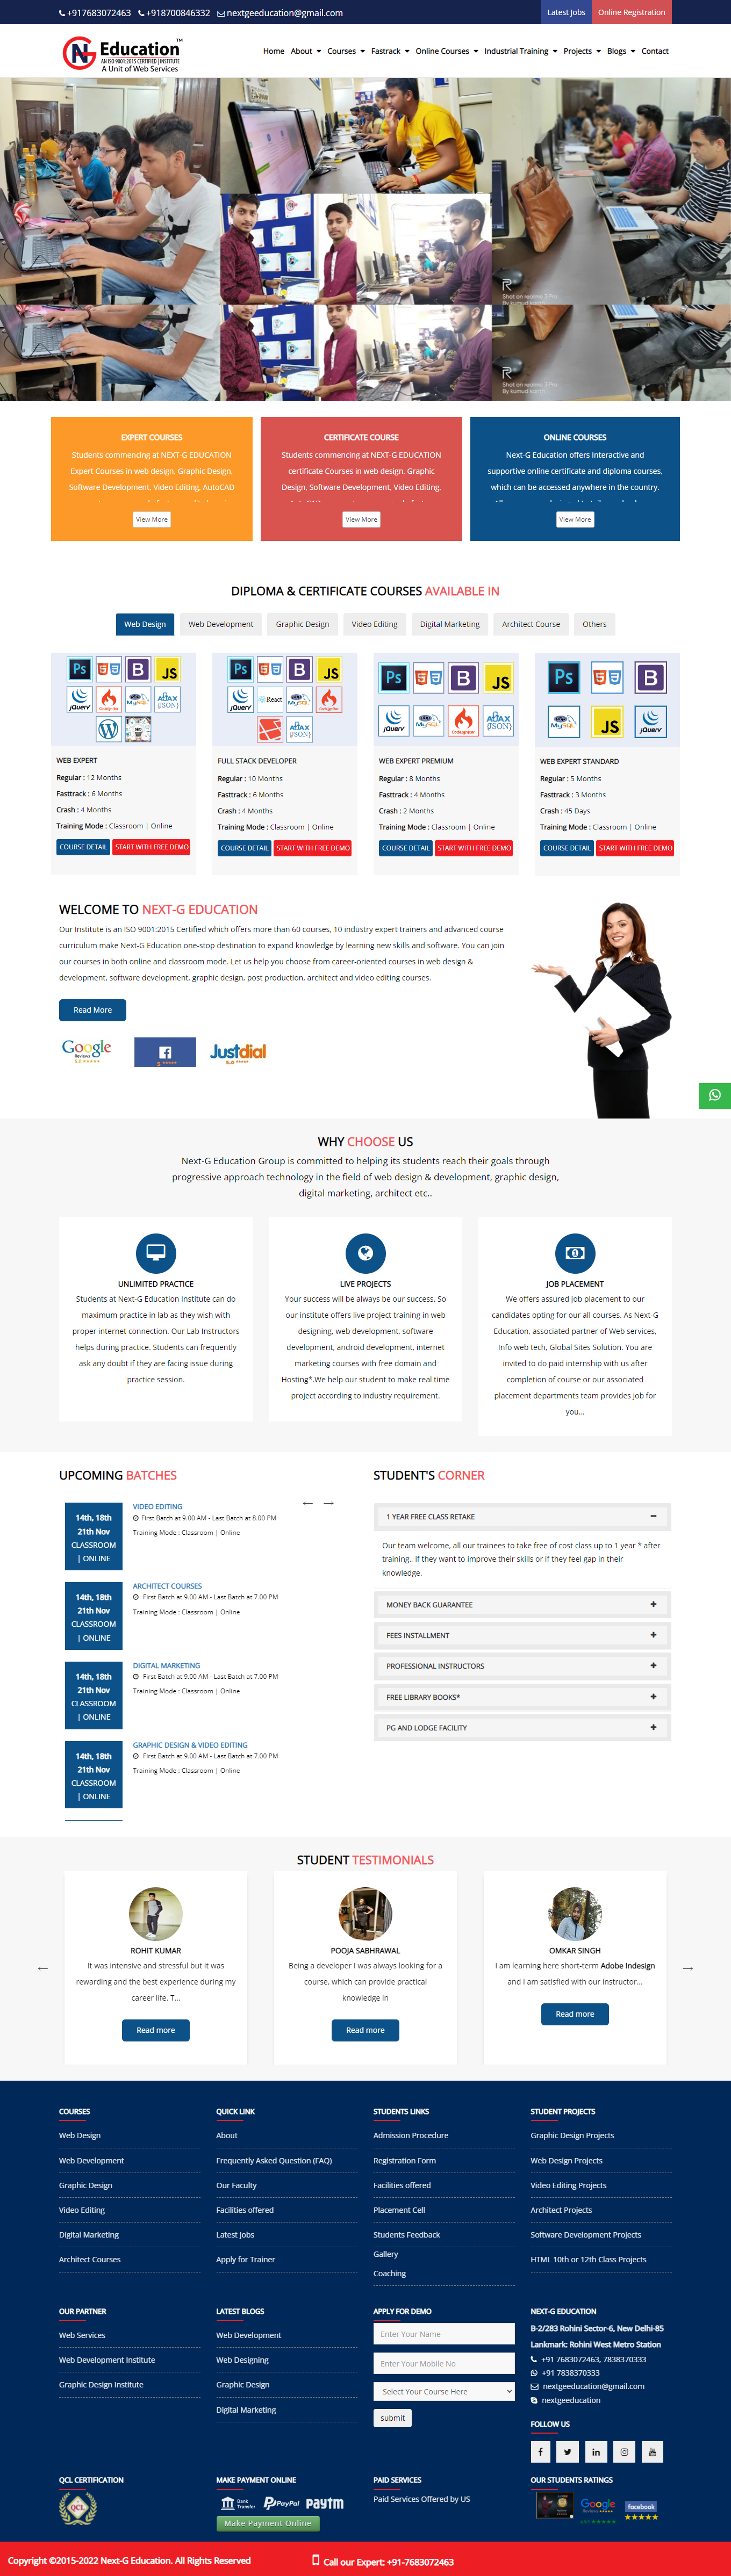 +917683072463 +918700846332 nextgeeducation@gmail.com
Latest Jobs Online Registration
NG Education™
AN ISO 9001:2015 CERTIFIED | INSTITUTE
A Unit of Web Services
Home About Courses Fastrack Online Courses Industrial Training Projects Blogs Contact
EXPERT COURSES
Students commencing at NEXT-G EDUCATION
Expert Courses in web design, Graphic Design,
Software Development, Video Editing, AutoCAD
View More
CERTIFICATE COURSE
Students commencing at NEXT-G EDUCATION
certificate Courses in web design, Graphic
Design, Software Development, Video Editing,
View More
ONLINE COURSES
Next-G Education offers Interactive and
supportive online certificate and diploma courses,
which can be accessed anywhere in the country.
View More
DIPLOMA & CERTIFICATE COURSES AVAILABLE IN
Web Design Web Development Graphic Design Video Editing Digital Marketing Architect Course Others
WEB EXPERT
Regular : 12 Months
Fasttrack : 6 Months
Crash : 4 Months
Training Mode : Classroom | Online
COURSE DETAIL START WITH FREE DEMO
FULL STACK DEVELOPER
Regular : 10 Months
Fasttrack : 6 Months
Crash : 4 Months
Training Mode : Classroom | Online
COURSE DETAIL START WITH FREE DEMO
WEB EXPERT PREMIUM
Regular : 8 Months
Fasttrack : 4 Months
Crash : 2 Months
Training Mode : Classroom | Online
COURSE DETAIL START WITH FREE DEMO
WEB EXPERT STANDARD
Regular : 5 Months
Fasttrack : 3 Months
Crash : 45 Days
Training Mode : Classroom | Online
COURSE DETAIL START WITH FREE DEMO
WELCOME TO NEXT-G EDUCATION
Our Institute is an ISO 9001:2015 Certified which offers more than 60 courses, 10 industry expert trainers and advanced course
curriculum make Next-G Education one-stop destination to expand knowledge by learning new skills and software. You can join
our courses in both online and classroom mode. Let us help you choose from career-oriented courses in web design &
development, software development, graphic design, post production, architect and video editing courses.
Read More
Google Reviews
Justdial
WHY CHOOSE US
Next-G Education Group is committed to helping its students reach their goals through
progressive approach technology in the field of web design & development, graphic design,
digital marketing, architect etc..
UNLIMITED PRACTICE
Students at Next-G Education Institute can do
maximum practice in lab as they wish with
proper internet connection. Our Lab Instructors
helps during practice. Students can frequently
ask any doubt if they are facing issue during
practice session.
LIVE PROJECTS
Your success will be always be our success. So
our institute offers live project training in web
designing, web development, software
development, android development, internet
marketing courses with free domain and
Hosting*.We help our student to make real time
project according to industry requirement.
JOB PLACEMENT
We offers assured job placement to our
candidates opting for our all courses. As Next-G
Education, associated partner of Web services,
Info web tech, Global Sites Solution. You are
invited to do paid internship with us after
completion of course or our associated
placement departments team provides job for
you...
UPCOMING BATCHES
14th, 18th
21th Nov
CLASSROOM
| ONLINE
VIDEO EDITING
First Batch at 9.00 AM - Last Batch at 8.00 PM
Training Mode : Classroom | Online
14th, 18th
21th Nov
CLASSROOM
| ONLINE
ARCHITECT COURSES
First Batch at 9.00 AM - Last Batch at 7.00 PM
Training Mode : Classroom | Online
14th, 18th
21th Nov
CLASSROOM
| ONLINE
DIGITAL MARKETING
First Batch at 9.00 AM - Last Batch at 7.00 PM
Training Mode : Classroom | Online
14th, 18th
21th Nov
CLASSROOM
| ONLINE
GRAPHIC DESIGN & VIDEO EDITING
First Batch at 9.00 AM - Last Batch at 7.00 PM
Training Mode : Classroom | Online
STUDENT'S CORNER
1 YEAR FREE CLASS RETAKE
Our team welcome, all our trainees to take free of cost class up to 1 year * after
training., if they want to improve their skills or if they feel gap in their
knowledge.
MONEY BACK GUARANTEE
FEES INSTALLMENT
PROFESSIONAL INSTRUCTORS
FREE LIBRARY BOOKS*
PG AND LODGE FACILITY
STUDENT TESTIMONIALS
ROHIT KUMAR
It was intensive and stressful but it was
rewarding and the best experience during my
career life. T...
Read more
POOJA SABHRAWAL
Being a developer I was always looking for a
course, which can provide practical
knowledge in
Read more
OMKAR SINGH
I am learning here short-term Adobe Indesign
and I am satisfied with our instructor...
Read more
COURSES
Web Design
Web Development
Graphic Design
Video Editing
Digital Marketing
Architect Courses
QUICK LINK
About
Frequently Asked Question (FAQ)
Our Faculty
Facilities offered
Latest Jobs
Apply for Trainer
STUDENTS LINKS
Admission Procedure
Registration Form
Facilities offered
Placement Cell
Students Feedback
Gallery
Coaching
STUDENT PROJECTS
Graphic Design Projects
Web Design Projects
Video Editing Projects
Architect Projects
Software Development Projects
HTML 10th or 12th Class Projects
OUR PARTNER
Web Services
Web Development Institute
Graphic Design Institute
LATEST BLOGS
Web Development
Web Designing
Graphic Design
Digital Marketing
APPLY FOR DEMO
Enter Your Name
Enter Your Mobile No
Select Your Course Here
submit
NEXT-G EDUCATION
B-2/283 Rohini Sector-6, New Delhi-85
Lankmark: Rohini West Metro Station
+91 7683072463, 7838370333
+91 7838370333
nextgeeducation@gmail.com
nextgeeducation
FOLLOW US
QCL CERTIFICATION
QCL
MAKE PAYMENT ONLINE
Bank Transfer PayPal paytm
Make Payment Online
PAID SERVICES
Paid Services Offered by US
OUR STUDENTS RATINGS
Google
facebook
Copyright ©2015-2022 Next-G Education. All Rights Reserved
Call our Expert: +91-7683072463